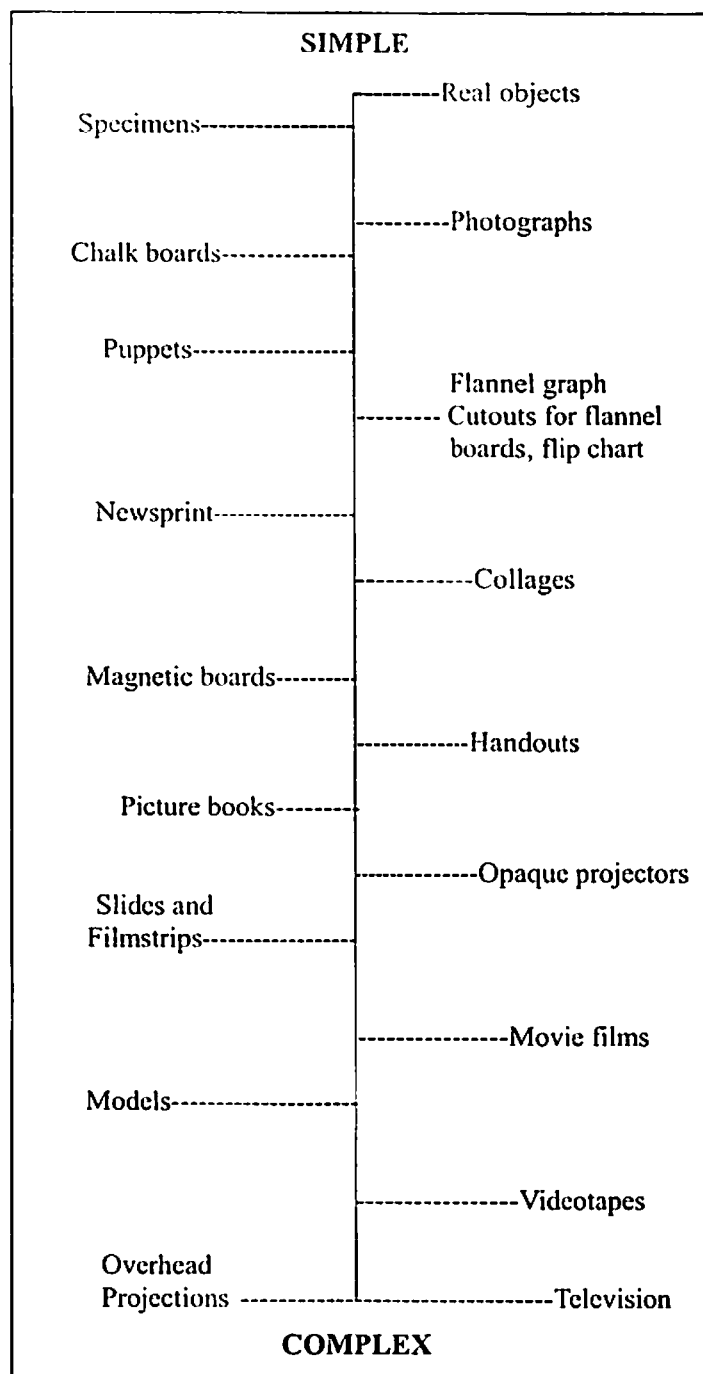 SIMPLE
Real objects
Specimens
Photographs
Chalk boards
Puppets
Flannel graph
Cutouts for flannel
boards, flip chart
Newsprint
Collages
Magnetic boards
Handouts
Picture books
Opaque projectors
Slides and
Filmstrips
Movie films
Models
Videotapes
Overhead
Projections
Television
COMPLEX